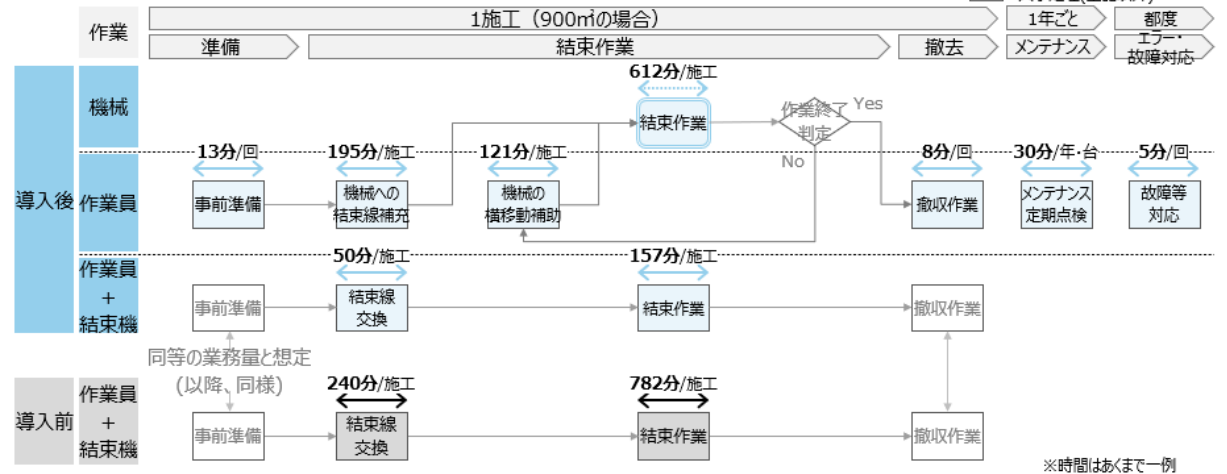 作業
1施工（900㎡の場合）
1年ごと
都度
準備
結束作業
撤去
メンテナンス
エラー・
故障対応
導入後
機械
612分/施工
結束作業
作業終了
判定
Yes
No
作業員
13分/回
事前準備
195分/施工
機械への
結束線補充
121分/施工
機械の
横移動補助
8分/回
撤収作業
30分/年·台
メンテナンス
定期点検
5分/回
故障等
対応
作業員
+
結束機
事前準備
50分/施工
結束線
交換
157分/施工
結束作業
撤収作業
同等の業務量と想定
(以降、同様)
導入前
作業員
+
結束機
事前準備
240分/施工
結束線
交換
782分/施工
結束作業
撤収作業
※時間はあくまで一例